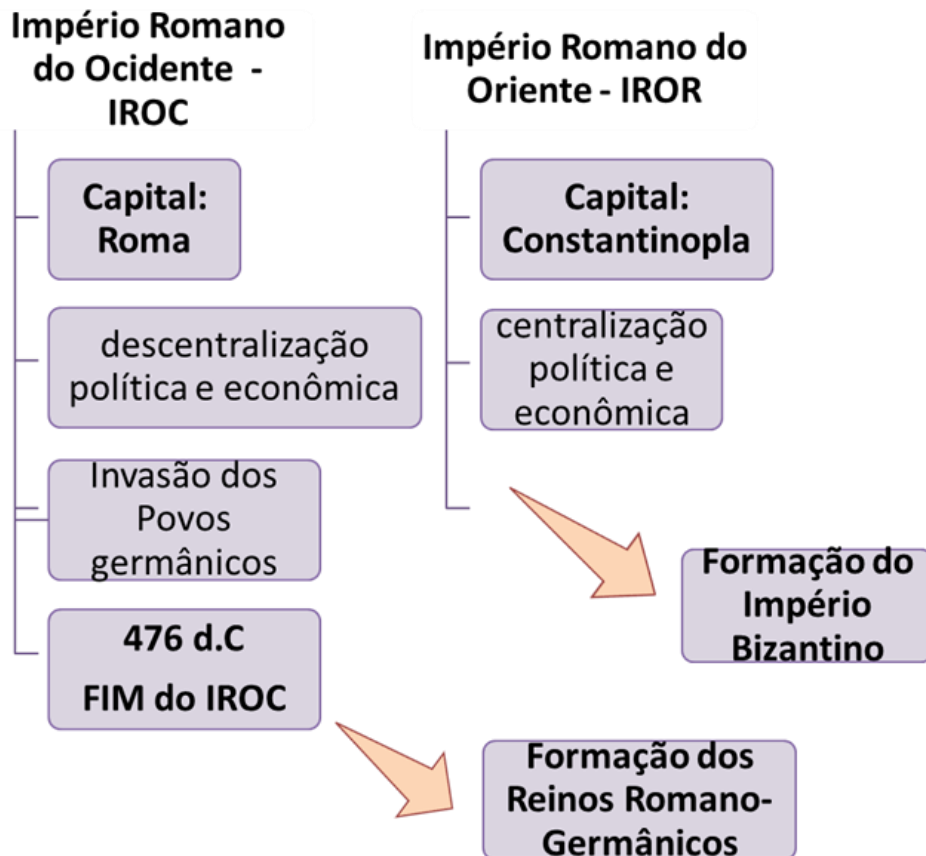 Império Romano
do Ocidente -
IROC
Capital:
Roma
descentralização
política e econômica
Invasão dos
Povos
germânicos
476 d.C
FIM do IROC
Formação dos
Reinos Romano-
Germânicos
Império Romano do
Oriente - IROR
Capital:
Constantinopla
centralização
política e
econômica
Formação do
Império
Bizantino